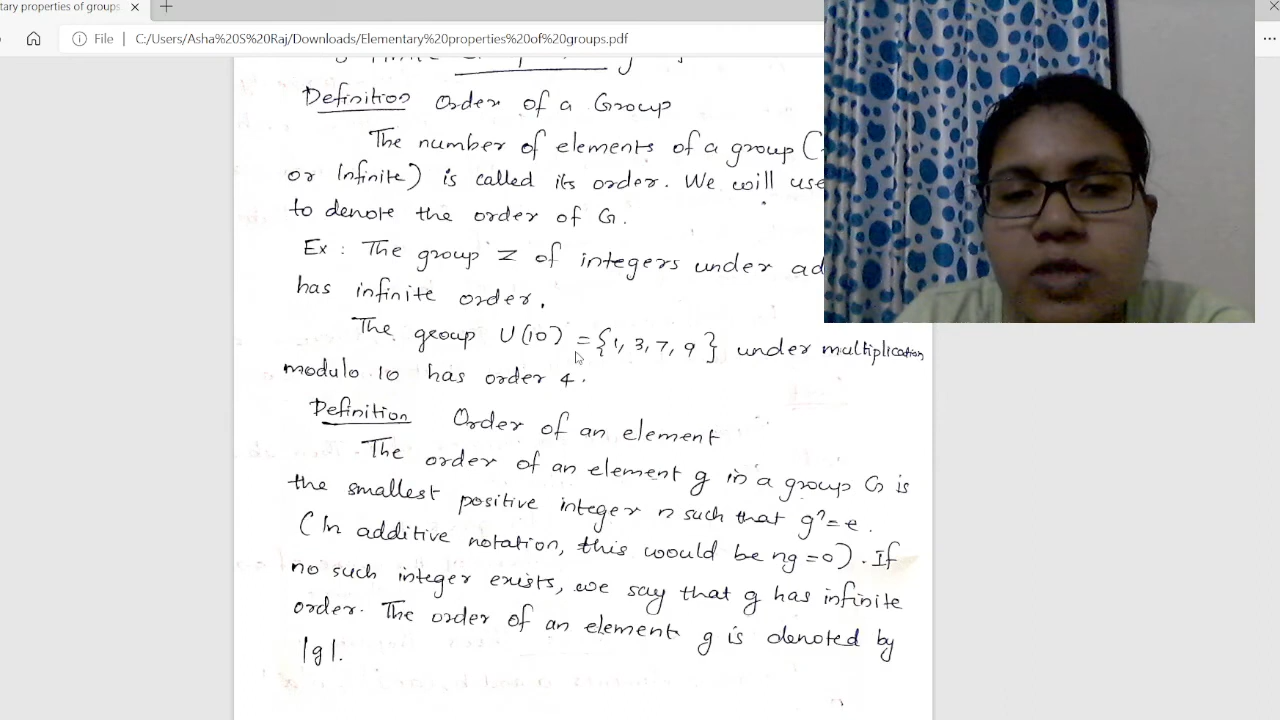 tary properties of groups
File
C:/Users/Asha%20S%20Raj/Downloads/Elementary%20properties%20of%20groups.pdf
Definition Order of a Group
The number of elements of a group (
or Infinite) is called its order. We will use
to denote the order of G.
Ex : The group Z of integers under ad
has infinite order.
The group U(10) = {1, 3, 7, 9} under multiplication
modulo 10 has order 4.
Definition Order of an element
The order of an element g in a group G is
the smallest positive integer n such that gⁿ = e.
(In additive notation, this would be ng = 0). If
no such integer exists, we say that g has infinite
order. The order of an element g is denoted by
|g|.